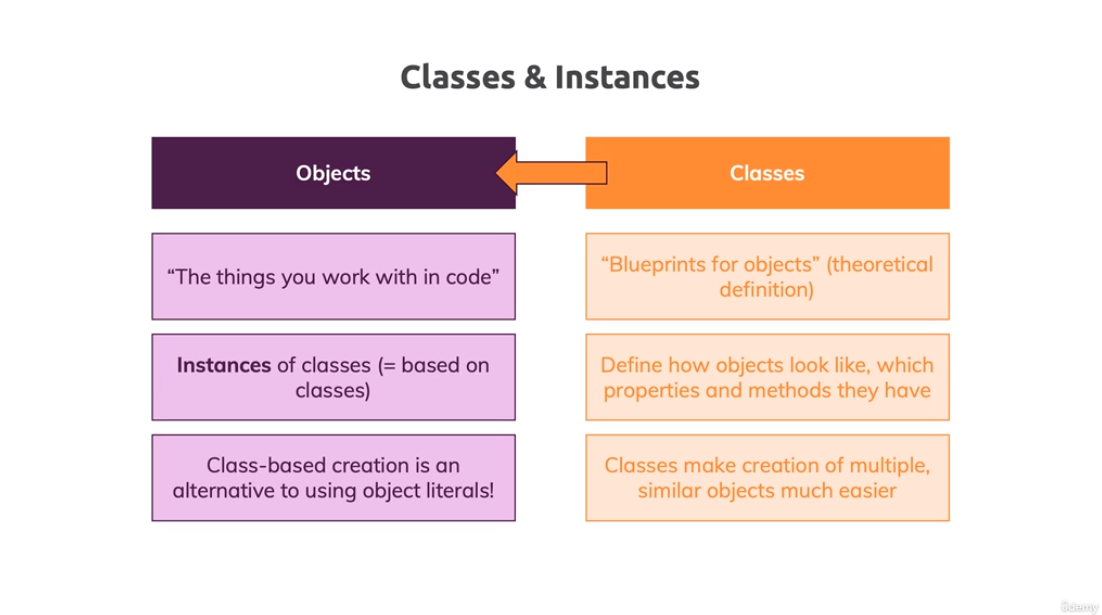 Classes & Instances
Objects
Classes
“The things you work with in code”
“Blueprints for objects” (theoretical
definition)
Instances of classes (= based on
classes)
Define how objects look like, which
properties and methods they have
Class-based creation is an
alternative to using object literals!
Classes make creation of multiple,
similar objects much easier
ûdemy